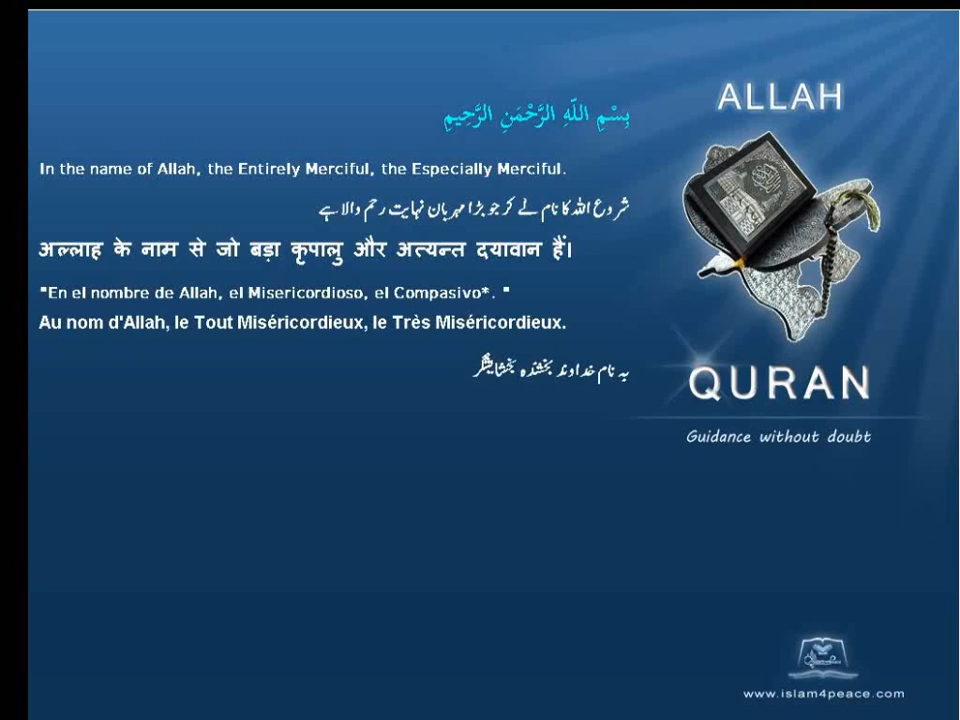 بِسْمِ اللَّهِ الرَّحْمَنِ الرَّحِيمِ
In the name of Allah, the Entirely Merciful, the Especially Merciful.
شروع الله کا نام لے کر جو بڑا مہربان نہایت رحم والا ہے
अल्लाह के नाम से जो बड़ा कृपालु और अत्यन्त दयावान हैं।
"En el nombre de Allah, el Misericordioso, el Compasivo*. "
Au nom d'Allah, le Tout Miséricordieux, le Très Miséricordieux.
به نام خداوند بخشنده بخشایشگر
ALLAH
QURAN
Guidance without doubt
www.islam4peace.com